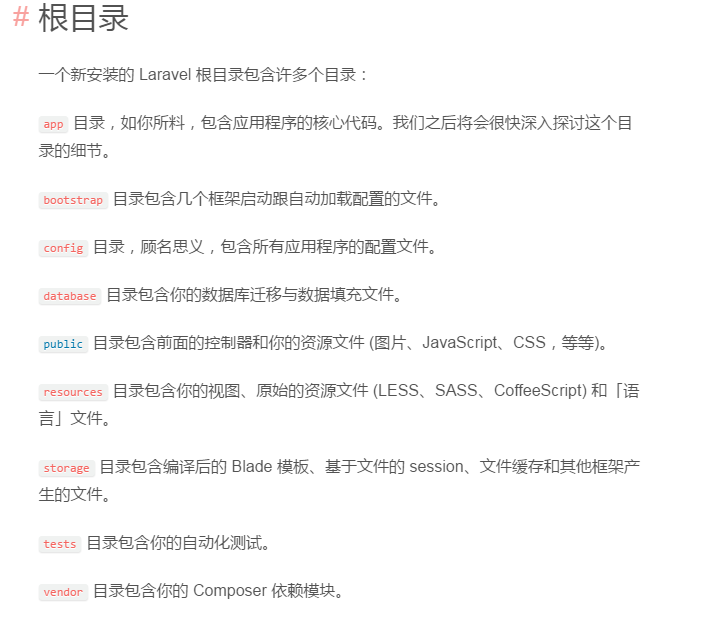 # 根目录
一个新安装的 Laravel 根目录包含许多个目录：
app 目录，如你所料，包含应用程序的核心代码。我们之后将会很快深入探讨这个目
录的细节。
bootstrap 目录包含几个框架启动跟自动加载配置的文件。
config 目录，顾名思义，包含所有应用程序的配置文件。
database 目录包含你的数据库迁移与数据填充文件。
public 目录包含前面的控制器和你的资源文件 (图片、JavaScript、CSS，等等)。
resources 目录包含你的视图、原始的资源文件 (LESS、SASS、CoffeeScript) 和「语
言」文件。
storage 目录包含编译后的 Blade 模板、基于文件的 session、文件缓存和其他框架产
生的文件。
tests 目录包含你的自动化测试。
vendor 目录包含你的 Composer 依赖模块。